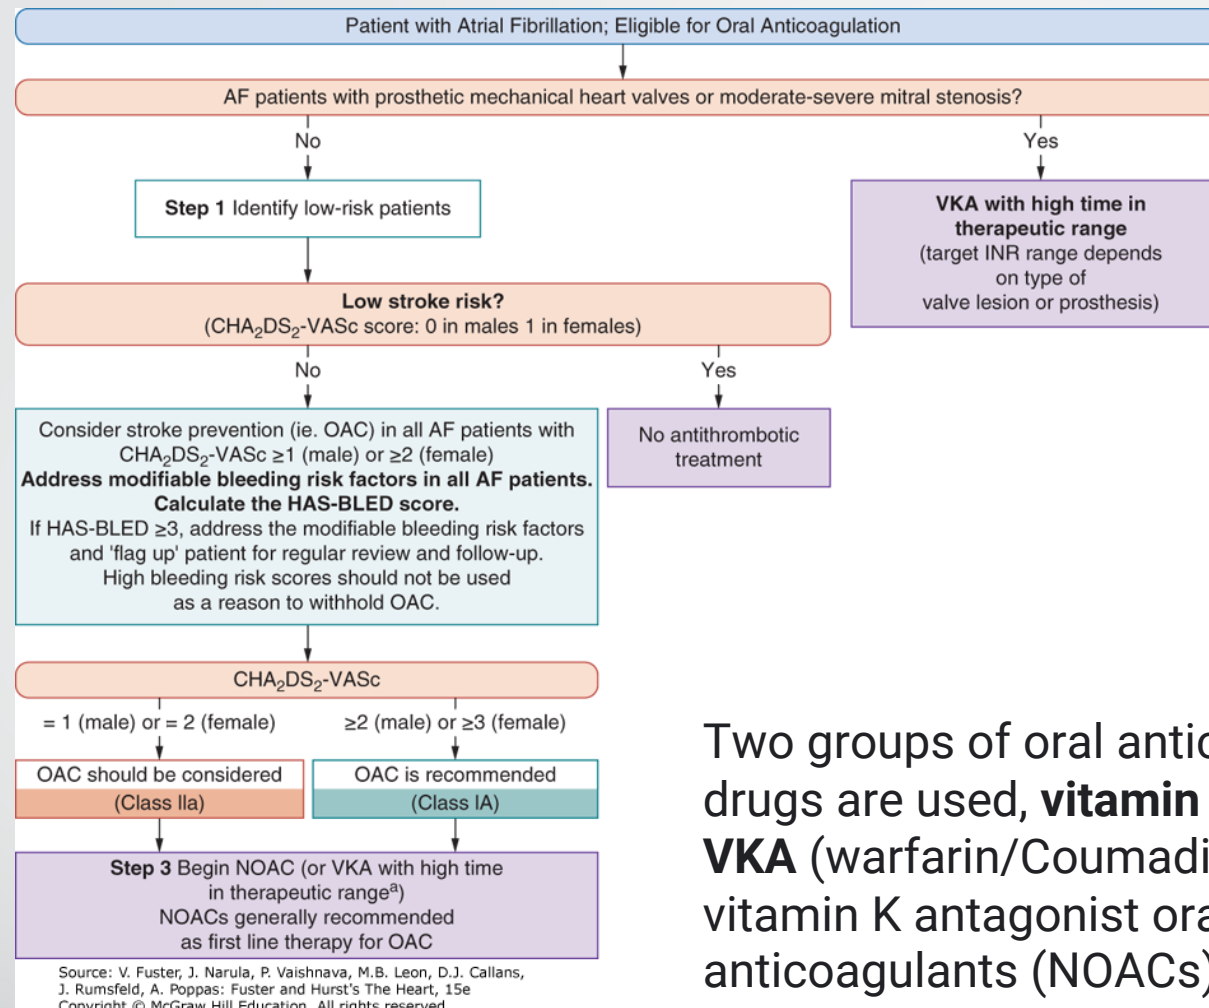 Patient with Atrial Fibrillation; Eligible for Oral Anticoagulation
AF patients with prosthetic mechanical heart valves or moderate-severe mitral stenosis?
No
Yes
Step 1 Identify low-risk patients
VKA with high time in
therapeutic range
(target INR range depends
on type of
valve lesion or prosthesis)
Low stroke risk?
(CHA₂DS₂-VASc score: 0 in males 1 in females)
No
Yes
Consider stroke prevention (ie. OAC) in all AF patients with
CHA₂DS₂-VASc ≥1 (male) or ≥2 (female)
Address modifiable bleeding risk factors in all AF patients.
Calculate the HAS-BLED score.
If HAS-BLED ≥3, address the modifiable bleeding risk factors
and 'flag up' patient for regular review and follow-up.
High bleeding risk scores should not be used
as a reason to withhold OAC.
No antithrombotic
treatment
CHA₂DS₂-VASc
= 1 (male) or = 2 (female)
≥2 (male) or ≥3 (female)
OAC should be considered
(Class IIa)
OAC is recommended
(Class IA)
Step 3 Begin NOAC (or VKA with high time
in therapeutic rangeᵃ)
NOACs generally recommended
as first line therapy for OAC
Source: V. Fuster, J. Narula, P. Vaishnava, M.B. Leon, D.J. Callans,
J. Rumsfeld, A. Poppas: Fuster and Hurst's The Heart, 15e
Copyright © McGraw Hill Education. All rights reserved
Two groups of oral
drugs are used, vitamin
VKA (warfarin/Coumadi
vitamin K antagonist
anticoagulants (NOACs)